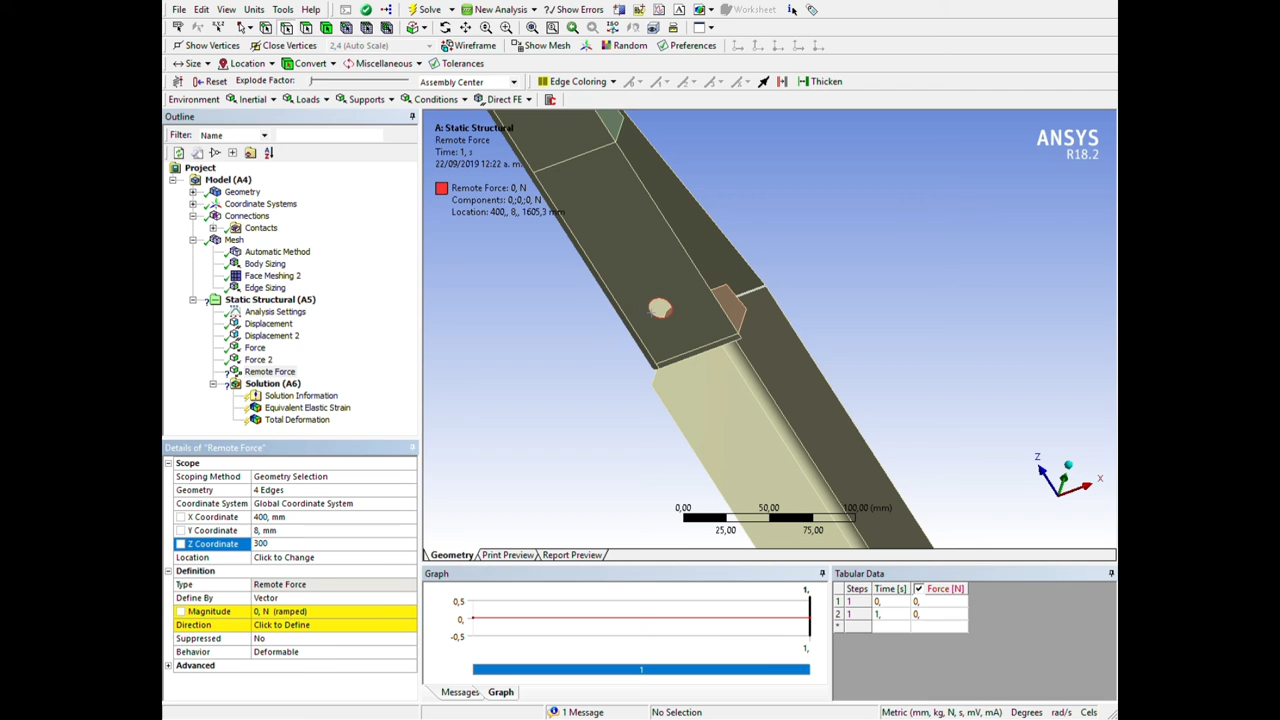 File Edit View Units Tools Help Solve New Analysis ? Show Errors Worksheet
Show Vertices Close Vertices 2,4 (Auto Scale) Wireframe Show Mesh Random Preferences
Size Location Convert Miscellaneous Tolerances
Reset Explode Factor: Assembly Center Edge Coloring Thicken
Environment Inertial Loads Supports Conditions Direct FE
Outline
Filter: Name
Project
Model (A4)
Geometry
Coordinate Systems
Connections
Contacts
Mesh
Automatic Method
Body Sizing
Face Meshing 2
Edge Sizing
Static Structural (A5)
Analysis Settings
Displacement
Displacement 2
Force
Force 2
Remote Force
Solution (A6)
Solution Information
Equivalent Elastic Strain
Total Deformation
Details of "Remote Force"
Scope
Scoping Method Geometry Selection
Geometry 4 Edges
Coordinate System Global Coordinate System
X Coordinate 400, mm
Y Coordinate 8, mm
Z Coordinate 300
Location Click to Change
Definition
Type Remote Force
Define By Vector
Magnitude 0, N (ramped)
Direction Click to Define
Suppressed No
Behavior Deformable
Advanced
A: Static Structural
Remote Force
Time: 1, s
22/09/2019 12:22 a. m.
Remote Force: 0, N
Components: 0,;0,;0, N
Location: 400,, 8,, 1605,3 mm
ANSYS
R18.2
Z
X
0,00 50,00 100,00 (mm)
25,00 75,00
Geometry Print Preview Report Preview
Graph
1,
0,5
0,
-0,5
1,
1
Messages Graph
Tabular Data
Steps Time [s] Force [N]
1 1 0, 0,
2 1 1, 0,
*
1 Message No Selection Metric (mm, kg, N, s, mV, mA) Degrees rad/s Cels